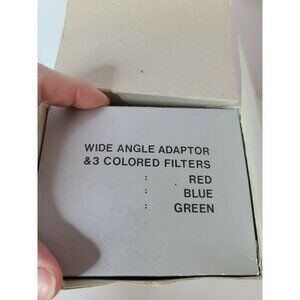 WIDE ANGLE ADAPTOR
&3 COLORED FILTERS
: RED
: BLUE
: GREEN